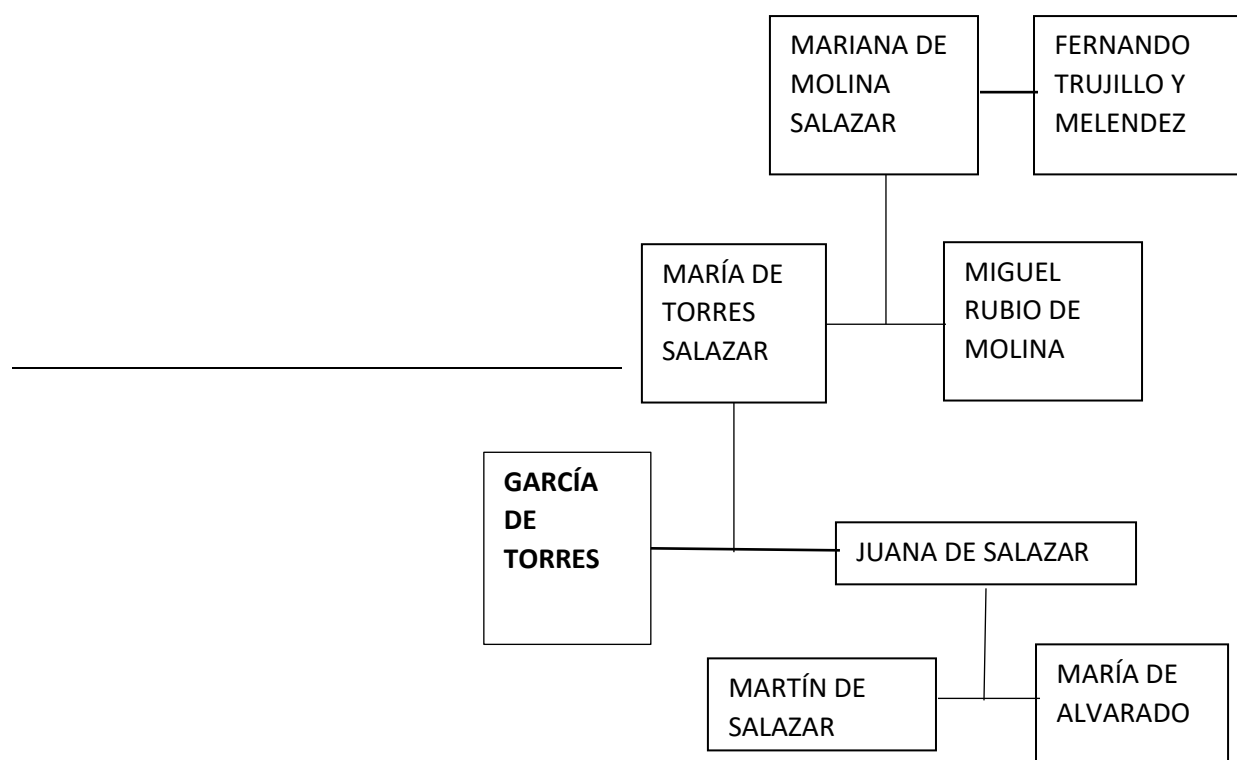 MARIANA DE
MOLINA
SALAZAR
FERNANDO
TRUJILLO Y
MELENDEZ
MARÍA DE
TORRES
SALAZAR
MIGUEL
RUBIO DE
MOLINA
GARCÍA
DE
TORRES
JUANA DE SALAZAR
MARTÍN DE
SALAZAR
MARÍA DE
ALVARADO